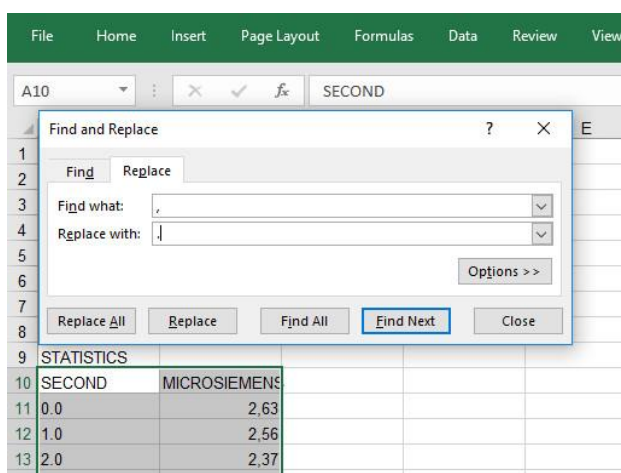 File Home Insert Page Layout Formulas Data Review View
A10 fx SECOND
Find and Replace ? X
E
Find Replace
Find what: ,
Replace with: .
Options >>
Replace All Replace Find All Find Next Close
1
2
3
4
5
6
7
8
9 STATISTICS
10 SECOND MICROSIEMENS
11 0.0 2,63
12 1.0 2,56
13 2.0 2,37